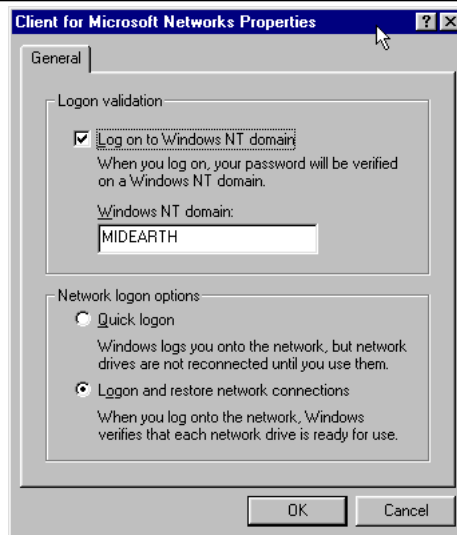 Client for Microsoft Networks Properties
General
Logon validation
Log on to Windows NT domain
When you log on, your password will be verified
on a Windows NT domain.
Windows NT domain:
MIDEARTH
Network logon options
Quick logon
Windows logs you onto the network, but network
drives are not reconnected until you use them.
Logon and restore network connections
When you log onto the network, Windows
verifies that each network drive is ready for use.
OK Cancel